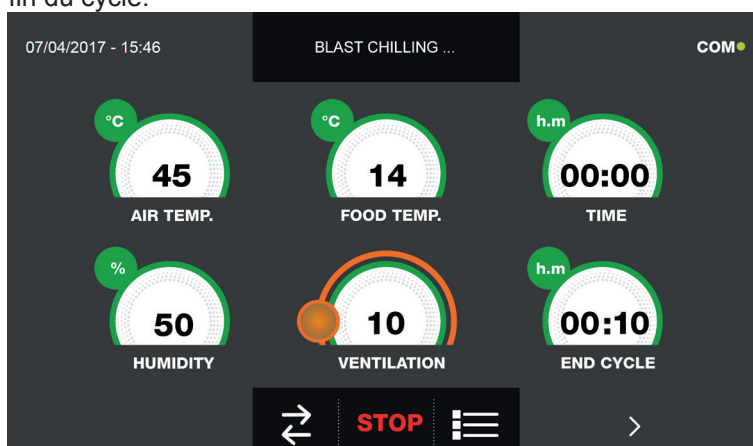 fin du cycle.
07/04/2017 - 15:46
BLAST CHILLING ...
COM
°C
45
AIR TEMP.
°C
14
FOOD TEMP.
h.m
00:00
TIME
%
50
HUMIDITY
10
VENTILATION
h.m
00:10
END CYCLE
STOP